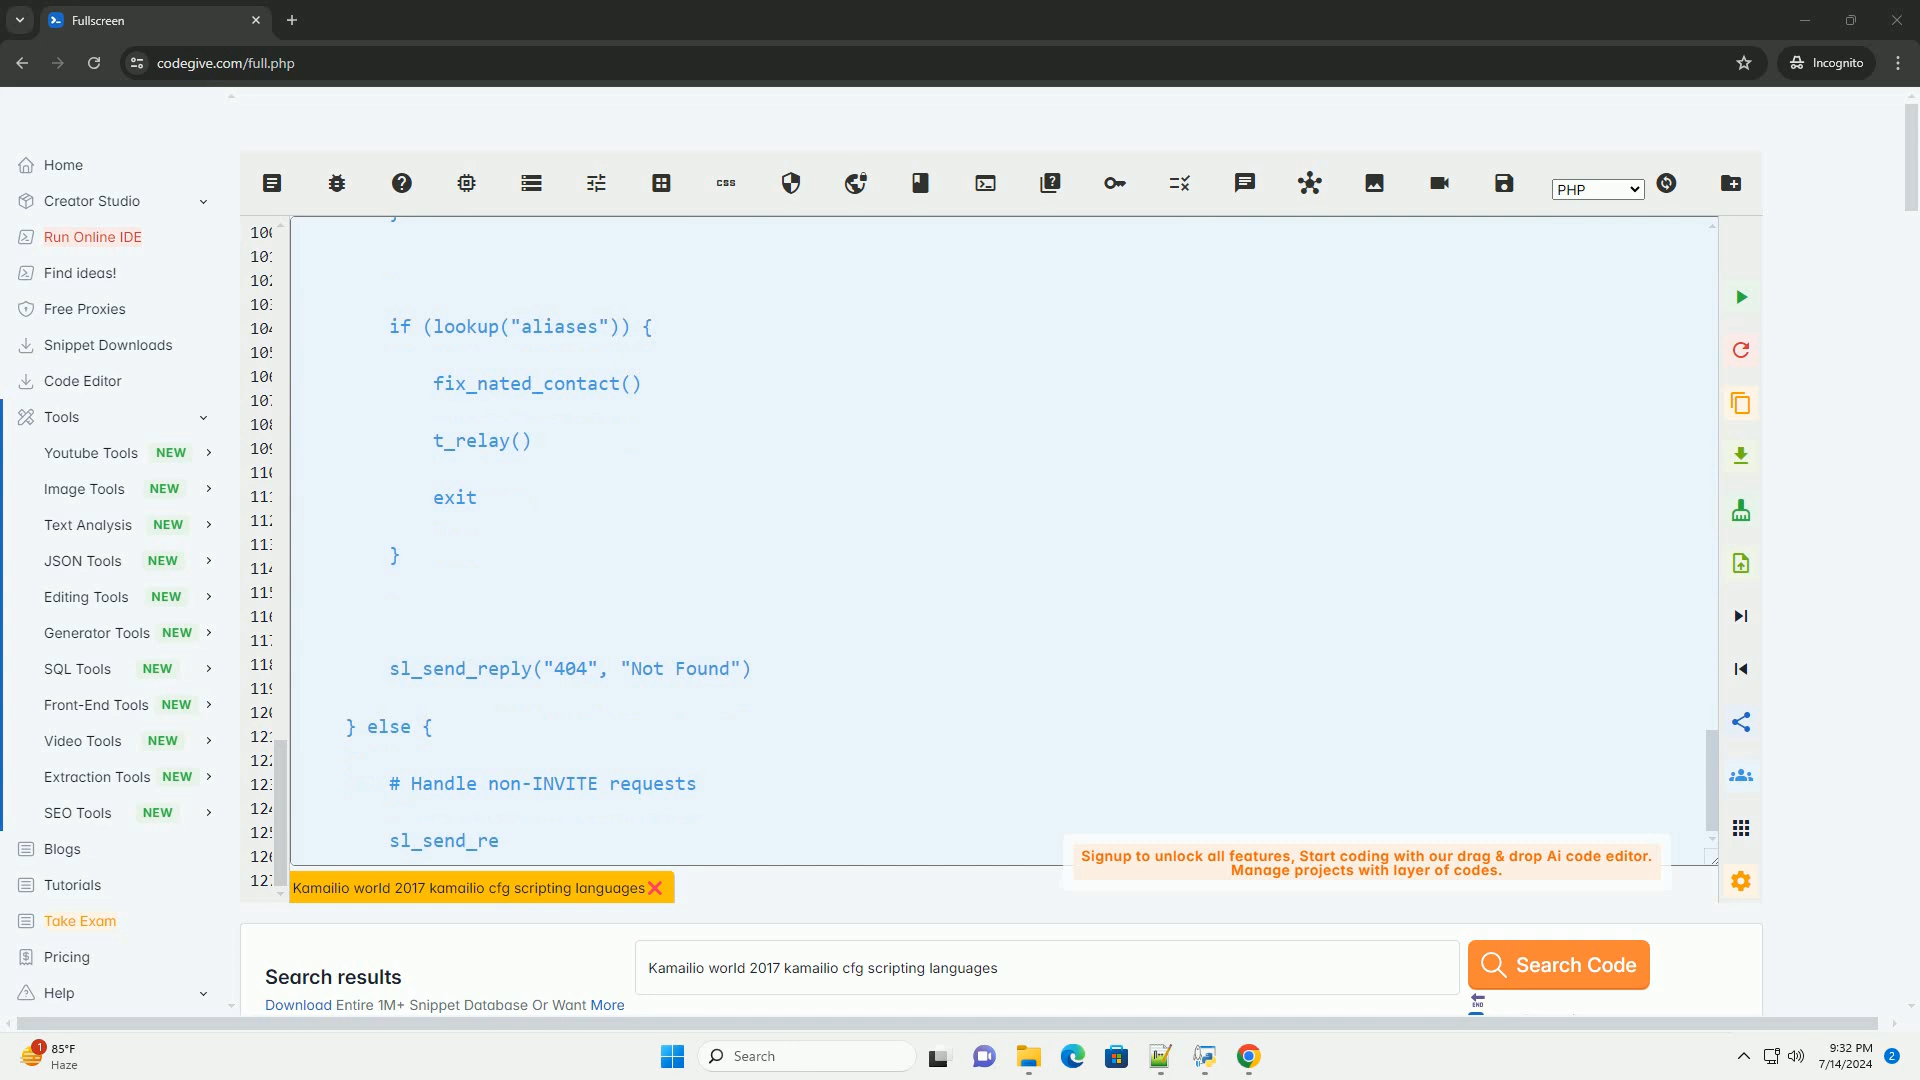 Fullscreen
codegive.com/full.php
Incognito
Home
Creator Studio
Run Online IDE
Find ideas!
Free Proxies
Snippet Downloads
Code Editor
Tools
Youtube Tools NEW
Image Tools NEW
Text Analysis NEW
JSON Tools NEW
Editing Tools NEW
Generator Tools NEW
SQL Tools NEW
Front-End Tools NEW
Video Tools NEW
Extraction Tools NEW
SEO Tools NEW
Blogs
Tutorials
Take Exam
Pricing
Help
css
PHP
}
if (lookup("aliases")) {
fix_nated_contact()
t_relay()
exit
}
sl_send_reply("404", "Not Found")
} else {
# Handle non-INVITE requests
sl_send_re
Signup to unlock all features, Start coding with our drag & drop Ai code editor.
Manage projects with layer of codes.
Kamailio world 2017 kamailio cfg scripting languages❌
Search results
Download Entire 1M+ Snippet Database Or Want More
Kamailio world 2017 kamailio cfg scripting languages
Search Code
END
1
85°F
Haze
Search
9:32 PM
7/14/2024
2